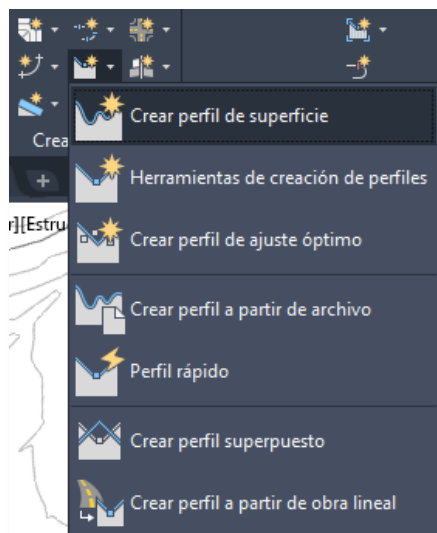 Crear perfil de superficie
Crea
Herramientas de creación de perfiles
r][Estru
Crear perfil de ajuste óptimo
Crear perfil a partir de archivo
Perfil rápido
Crear perfil superpuesto
Crear perfil a partir de obra lineal